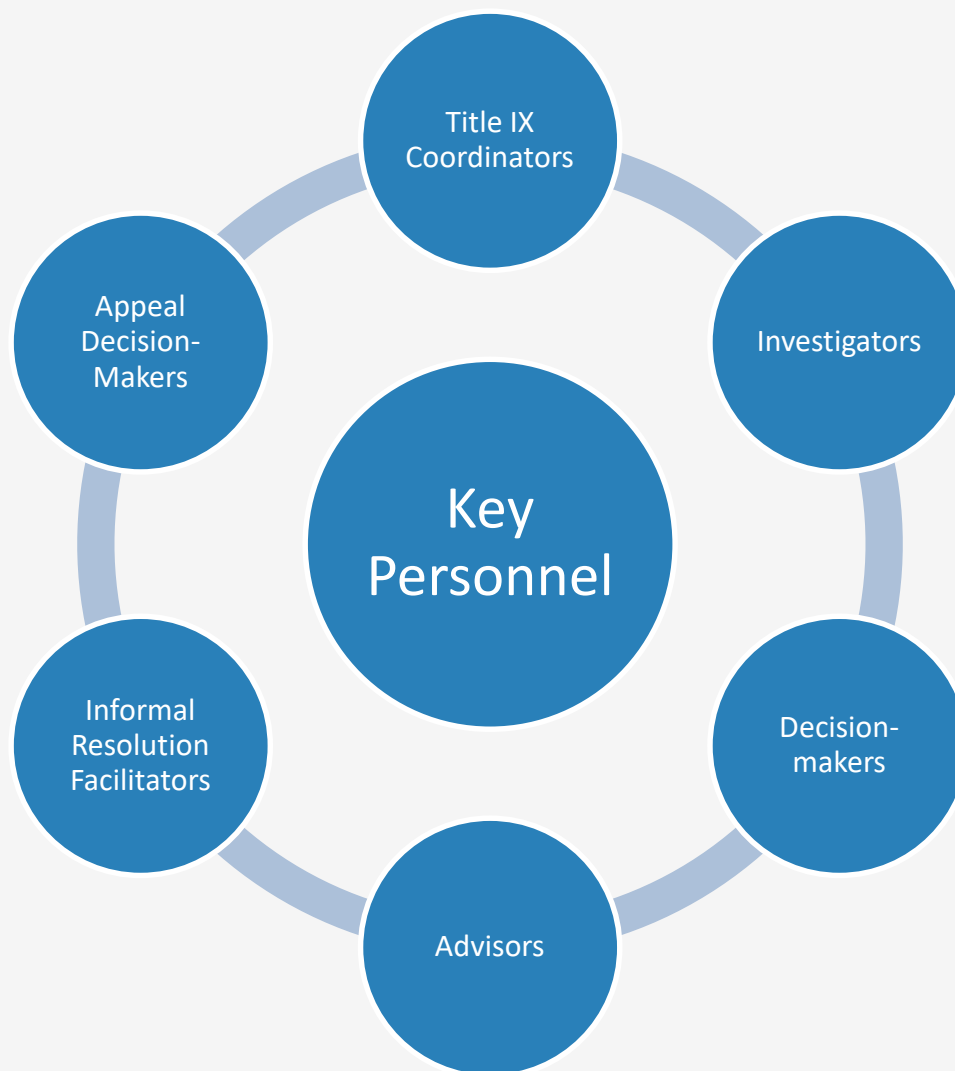 Title IX
Coordinators
Investigators
Decision-
makers
Advisors
Informal
Resolution
Facilitators
Appeal
Decision-
Makers
Key
Personnel